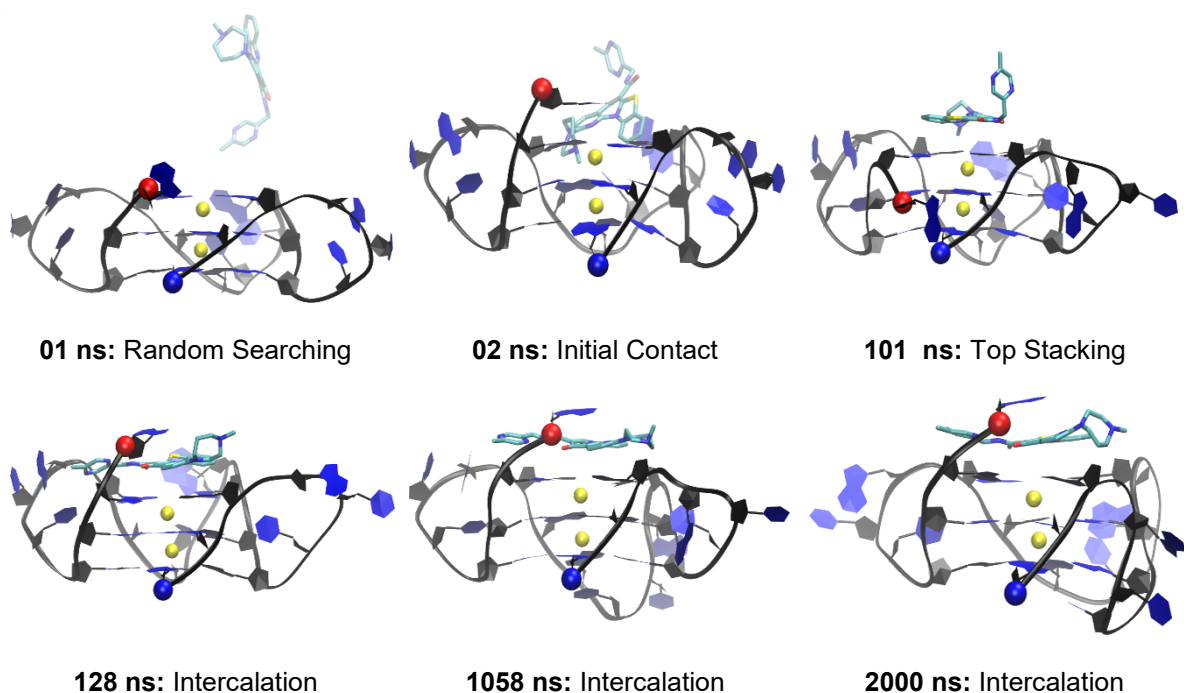 01 ns: Random Searching
02 ns: Initial Contact
101 ns: Top Stacking
128 ns: Intercalation
1058 ns: Intercalation
2000 ns: Intercalation